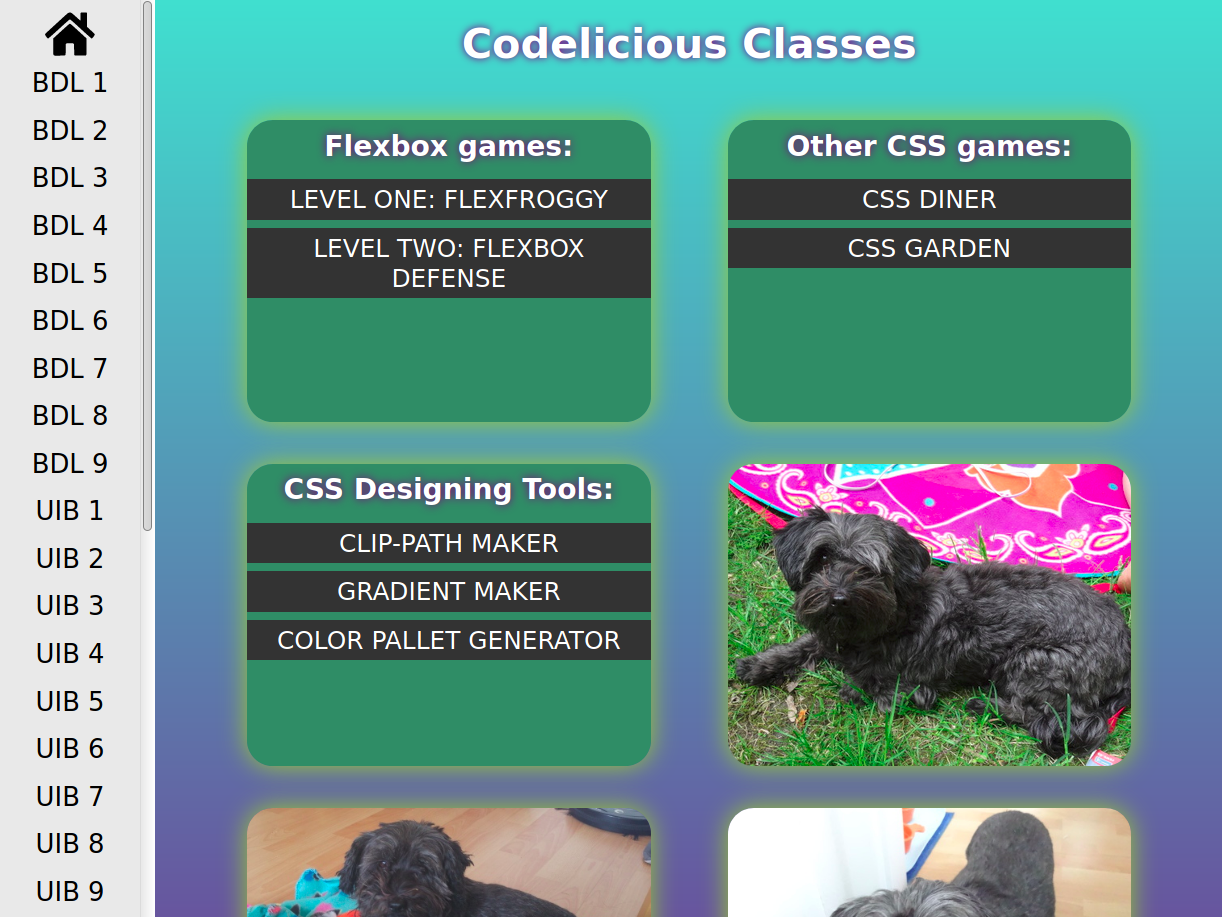 BDL 1
BDL 2
BDL 3
BDL 4
BDL 5
BDL 6
BDL 7
BDL 8
BDL 9
UIB 1
UIB 2
UIB 3
UIB 4
UIB 5
UIB 6
UIB 7
UIB 8
UIB 9
Codelicious Classes
Flexbox games:
LEVEL ONE: FLEXFROGGY
LEVEL TWO: FLEXBOX
DEFENSE
Other CSS games:
CSS DINER
CSS GARDEN
CSS Designing Tools:
CLIP-PATH MAKER
GRADIENT MAKER
COLOR PALLET GENERATOR